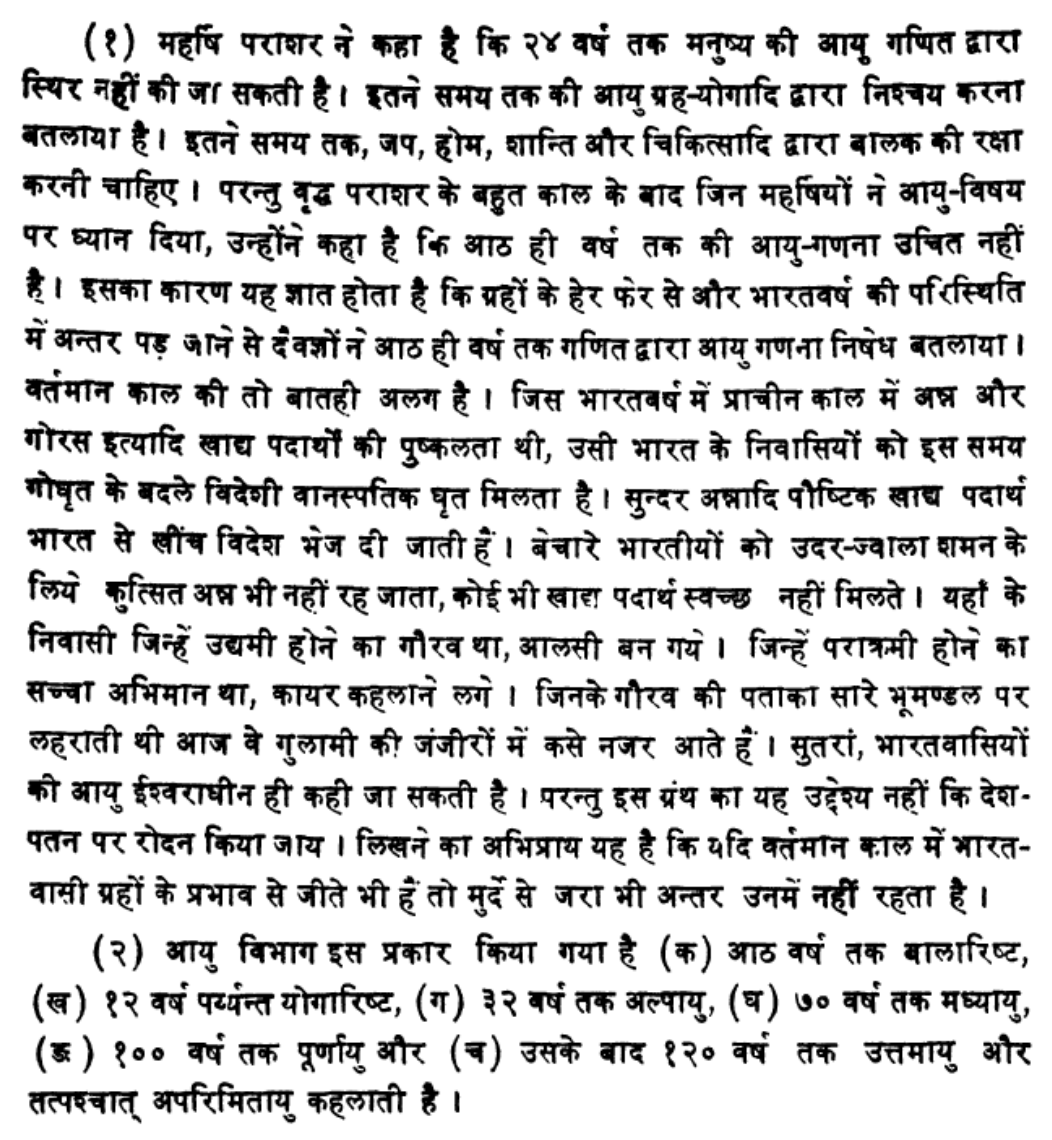 (१) महर्षि पराशर ने कहा है कि २४ वर्ष तक मनुष्य की आयु गणित द्वारा
स्थिर नहीं की जा सकती है। इतने समय तक की आयु ग्रह-योगादि द्वारा निश्चय करना
बतलाया है। इतने समय तक, जप, होम, शान्ति और चिकित्सादि द्वारा बालक की रक्षा
करनी चाहिए। परन्तु वृद्ध पराशर के बहुत काल के बाद जिन महर्षियों ने आयु-विषय
पर ध्यान दिया, उन्होंने कहा है कि आठ ही वर्ष तक की आयु-गणना उचित नहीं
है। इसका कारण यह ज्ञात होता है कि ग्रहों के हेर फेर से और भारतवर्ष की परिस्थिति
में अन्तर पड़ जाने से दैवज्ञों ने आठ ही वर्ष तक गणित द्वारा आयु गणना निषेध बतलाया।
वर्तमान काल की तो बातही अलग है। जिस भारतवर्ष में प्राचीन काल में अन्न और
गोरस इत्यादि खाद्य पदार्थों की पुष्कलता थी, उसी भारत के निवासियों को इस समय
गोघृत के बदले विदेशी वानस्पतिक घृत मिलता है। सुन्दर अन्नादि पौष्टिक खाद्य पदार्थ
भारत से खींच विदेश भेज दी जाती हैं। बेचारे भारतीयों को उदर-ज्वाला शमन के
लिये कुत्सित अन्न भी नहीं रह जाता, कोई भी खाद्य पदार्थ स्वच्छ नहीं मिलते। यहाँ के
निवासी जिन्हें उद्यमी होने का गौरव था, आलसी बन गये। जिन्हें पराक्रमी होने का
सच्चा अभिमान था, कायर कहलाने लगे। जिनके गौरव की पताका सारे भूमण्डल पर
लहराती थी आज वे गुलामी की जंजीरों में कसे नजर आते हैं। सुतरां, भारतवासियों
की आयु ईश्वराधीन ही कही जा सकती है। परन्तु इस ग्रंथ का यह उद्देश्य नहीं कि देश-
पतन पर रोदन किया जाय। लिखने का अभिप्राय यह है कि यदि वर्तमान काल में भारत-
वासी ग्रहों के प्रभाव से जीते भी हैं तो मुर्दे से जरा भी अन्तर उनमें नहीं रहता है।
(२) आयु विभाग इस प्रकार किया गया है (क) आठ वर्ष तक बालारिष्ट,
(ख) १२ वर्ष पर्य्यन्त योगारिष्ट, (ग) ३२ वर्ष तक अल्पायु, (घ) ७० वर्ष तक मध्यायु,
(ङ) १०० वर्ष तक पूर्णायु और (च) उसके बाद १२० वर्ष तक उत्तमायु और
तत्पश्चात् अपरिमितायु कहलाती है।